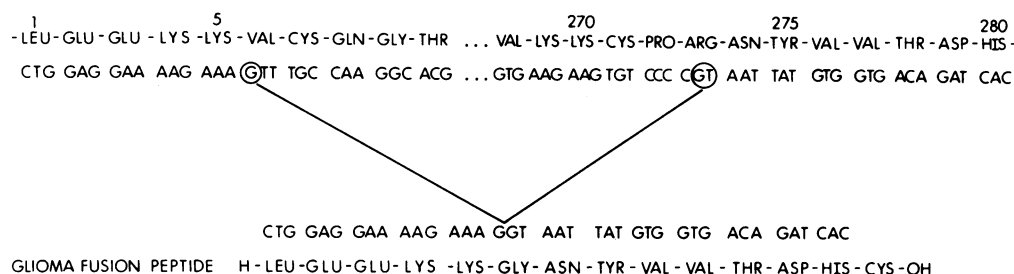 1 5 270 275 280
-LEU-GLU-GLU-LYS-LYS-VAL-CYS-GLN-GLY-THR ... VAL-LYS-LYS-CYS-PRO-ARG-ASN-TYR-VAL-VAL-THR-ASP-HIS-
CTG GAG GAA AAG AAA GTT TGC CAA GGC ACG ... GTG AAG AAG TGT CCC CGT AAT TAT GTG GTG ACA GAT CAC
CTG GAG GAA AAG AAA GGT AAT TAT GTG GTG ACA GAT CAC
GLIOMA FUSION PEPTIDE H-LEU-GLU-GLU-LYS-LYS-GLY-ASN-TYR-VAL-VAL-THR-ASP-HIS-CYS-OH